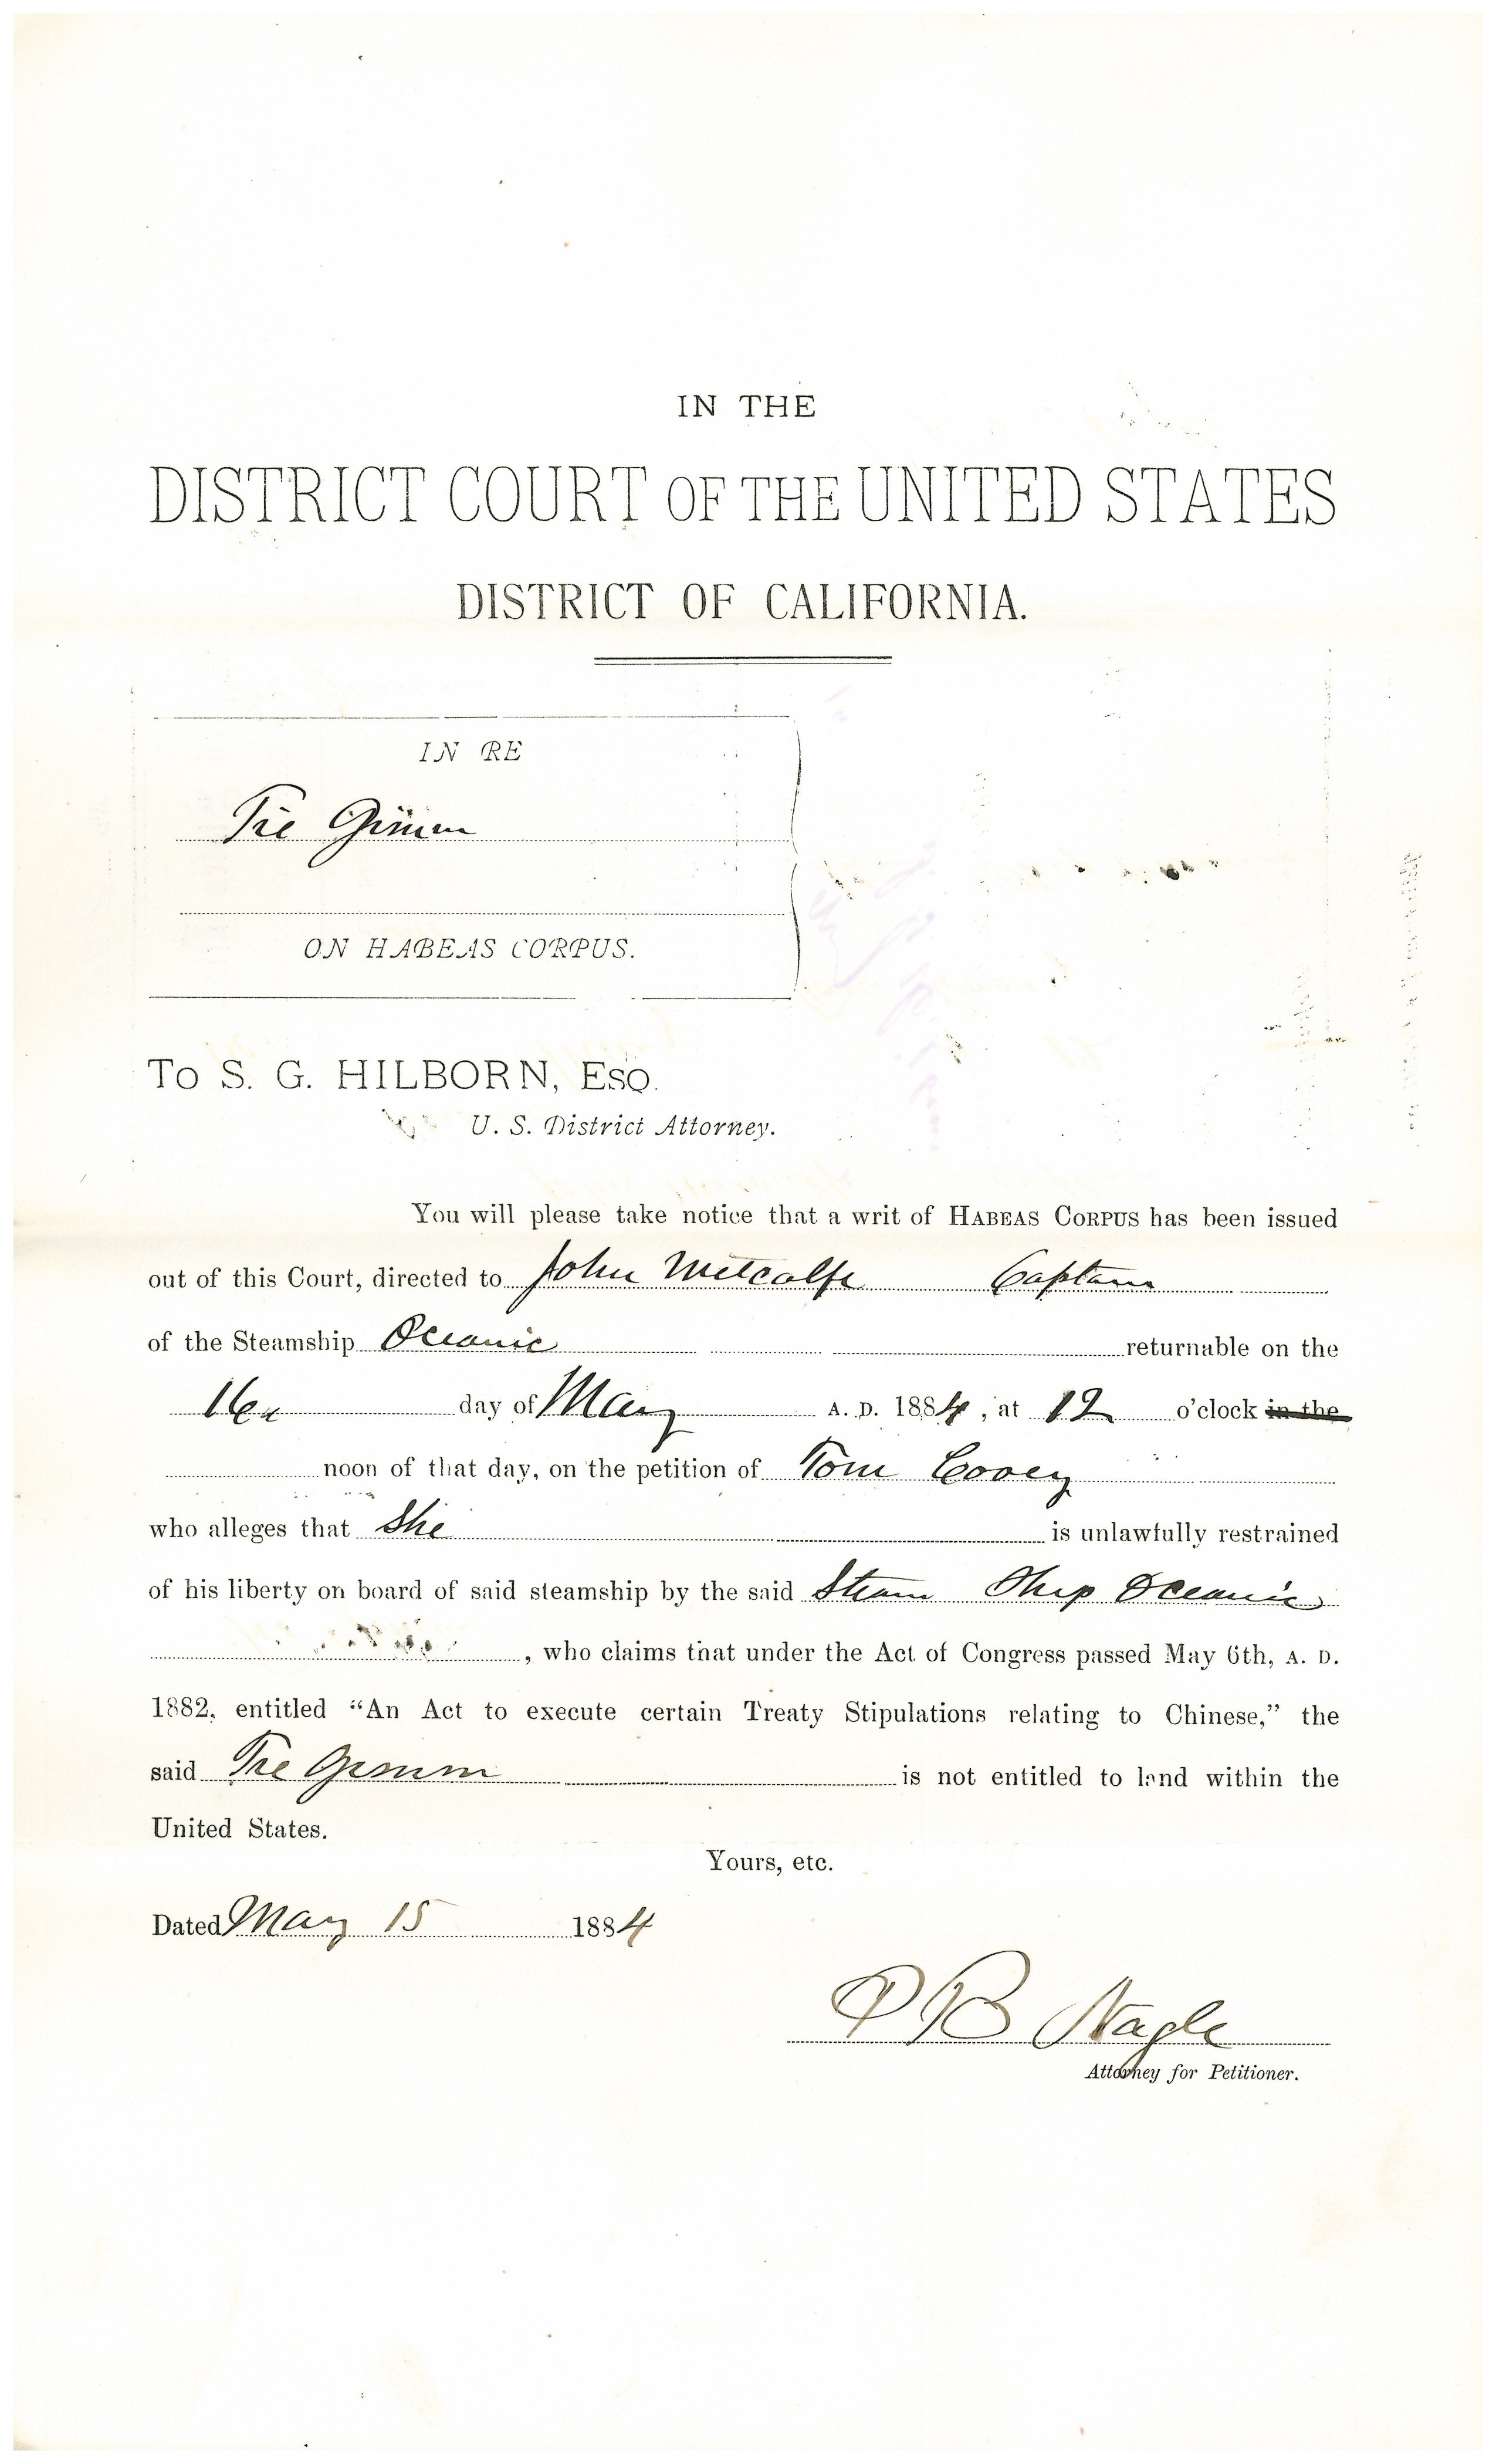 IN THE
DISTRICT COURT OF THE UNITED STATES
DISTRICT OF CALIFORNIA.
IN RE
Tie Gimm
ON HABEAS CORPUS.
To S. G. HILBORN, Esq.
U. S. District Attorney.
You will please take notice that a writ of HABEAS CORPUS has been issued
out of this Court, directed to John Metcalfe Captain
of the Steamship Oceanic returnable on the
16th day of May A. D. 1884, at 12 o'clock in the
noon of that day, on the petition of Tom Cooey
who alleges that She is unlawfully restrained
of his liberty on board of said steamship by the said Steam Ship Oceanic
, who claims that under the Act of Congress passed May 6th, A. D.
1882, entitled “An Act to execute certain Treaty Stipulations relating to Chinese,” the
said Tie Gimm is not entitled to land within the
United States.
Yours, etc.
Dated May 15 1884
P B Nagle
Attorney for Petitioner.